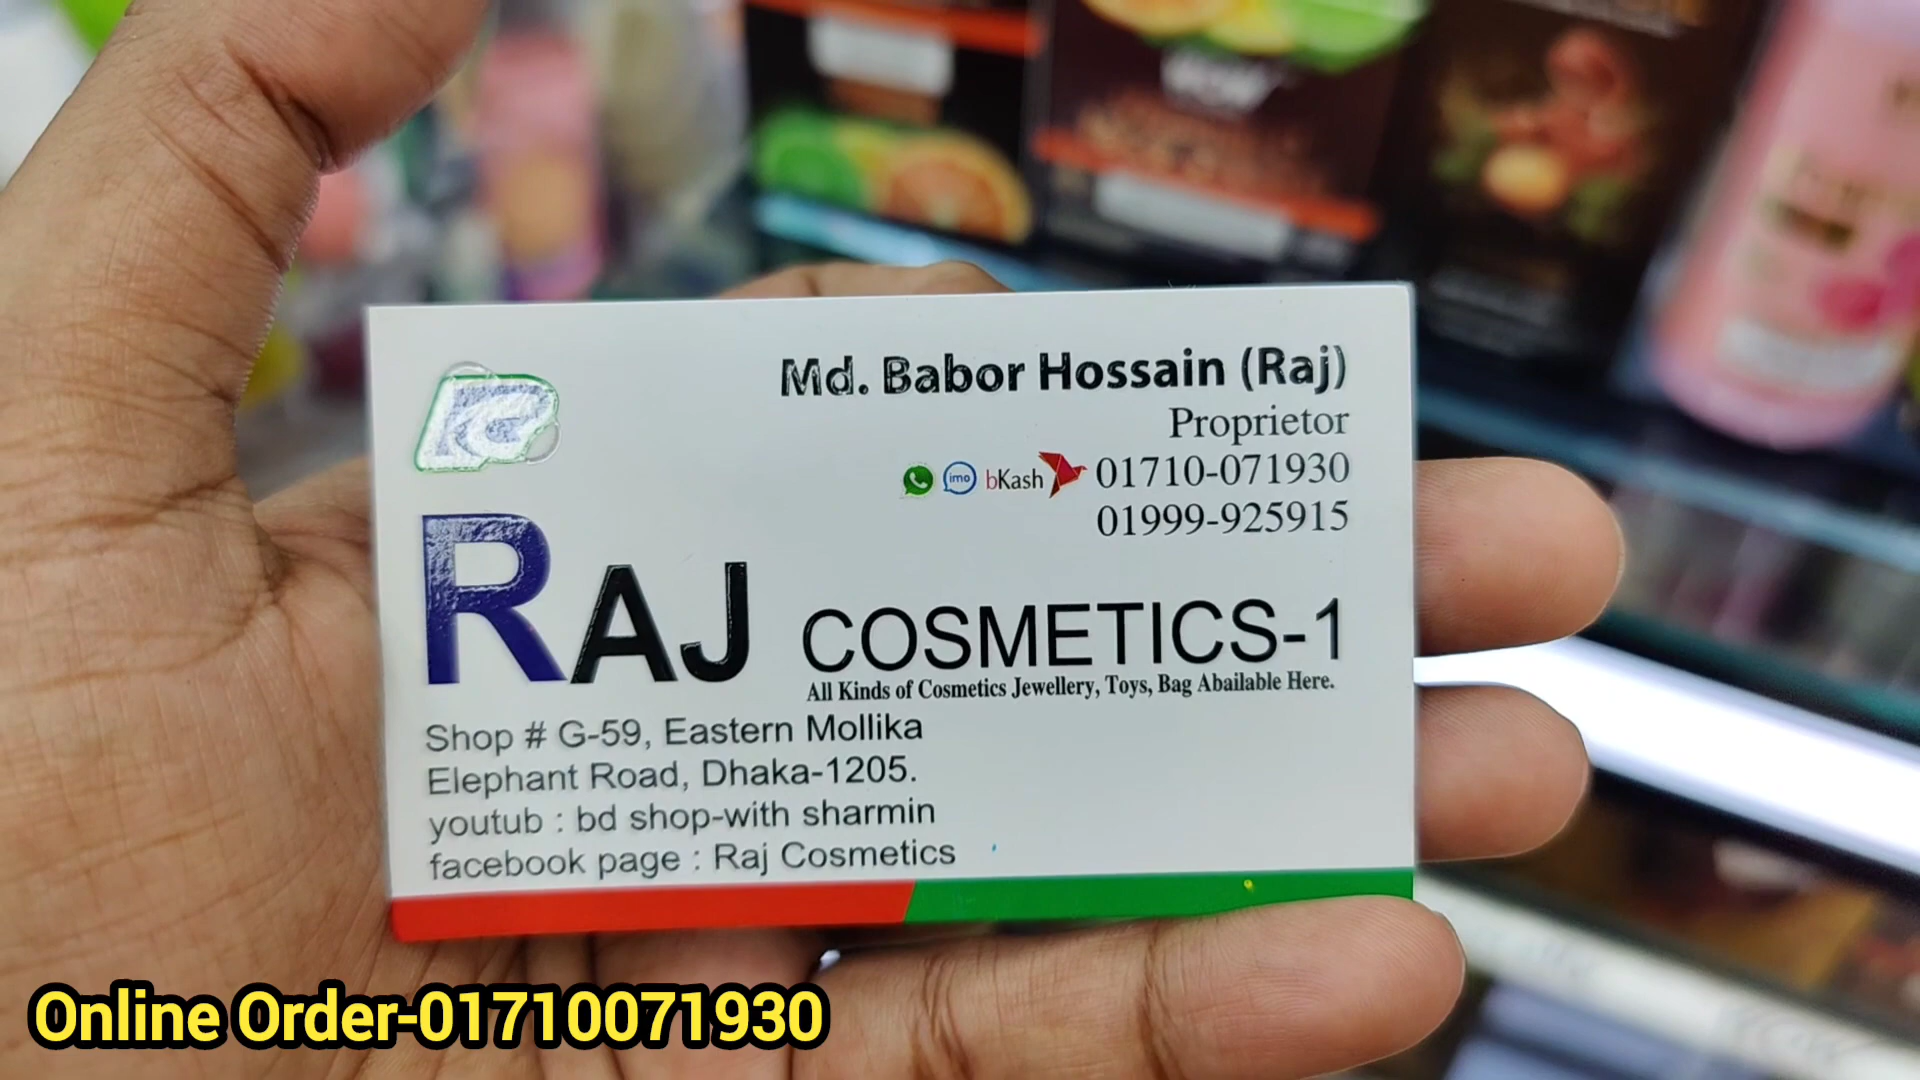 Md. Babor Hossain (Raj)
Proprietor
imo bKash 01710-071930
01999-925915
RAJ COSMETICS-1
All Kinds of Cosmetics Jewellery, Toys, Bag Abailable Here.
Shop # G-59, Eastern Mollika
Elephant Road, Dhaka-1205.
youtub : bd shop-with sharmin
facebook page : Raj Cosmetics
Online Order-01710071930